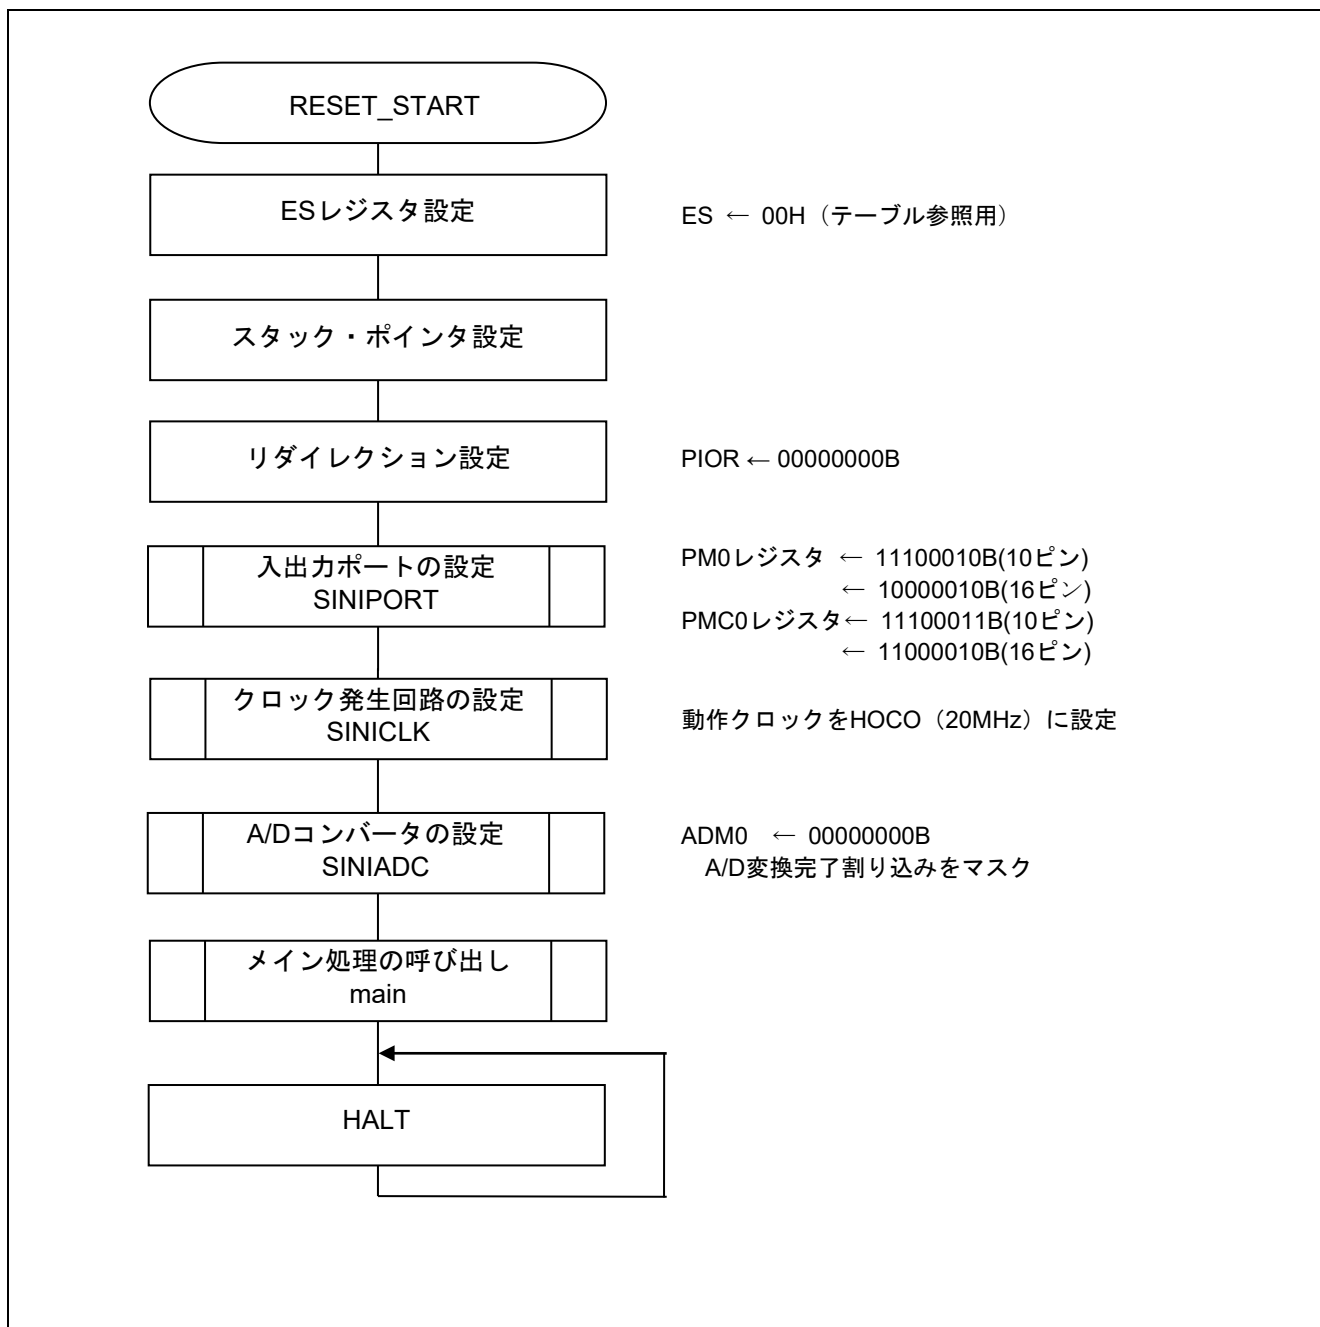 RESET_START
ESレジスタ設定
ES ← 00H（テーブル参照用）
スタック・ポインタ設定
リダイレクション設定
PIOR ← 00000000B
入出力ポートの設定
SINIPORT
PM0レジスタ ← 11100010B(10ピン)
← 10000010B(16ピン)
PMC0レジスタ← 11100011B(10ピン)
← 11000010B(16ピン)
クロック発生回路の設定
SINICLK
動作クロックをHOCO（20MHz）に設定
A/Dコンバータの設定
SINIADC
ADM0 ← 00000000B
A/D変換完了割り込みをマスク
メイン処理の呼び出し
main
HALT